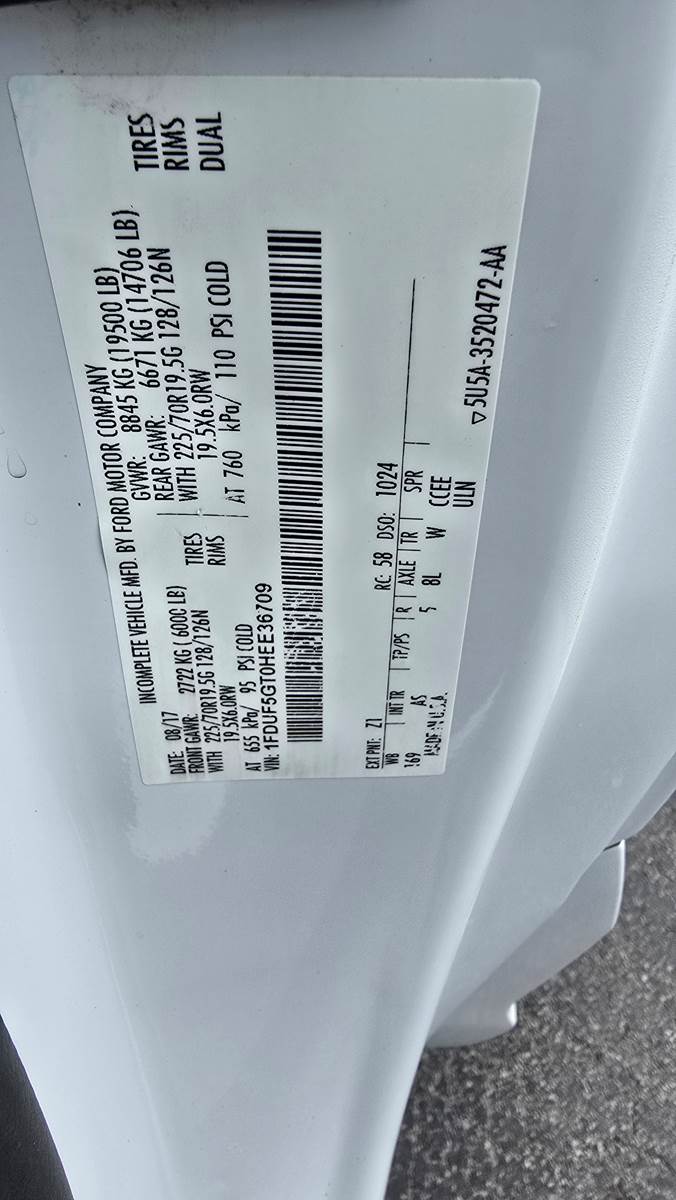 INCOMPLETE VEHICLE MFD. BY FORD MOTOR COMPANY
DATE: 08/17 GVWR: 8845 KG (19500 LB)
FRONT GAWR: 2722 KG (6000 LB) REAR GAWR: 6671 KG (14706 LB)
WITH 225/70R19.5G 128/126N TIRES WITH 225/70R19.5G 128/126N TIRES
19.5X6.0RW RIMS 19.5X6.0RW RIMS
AT 655 kPa/ 95 PSI COLD AT 760 kPa/ 110 PSI COLD DUAL
VIN: 1FDUF5GT0HEE36709
EXT PNT: Z1 RC: 58 DSO: 1024
WB INT TR TP/PS R AXLE TR SPR
169 AS 5 8L W CCEE
MADE IN U.S.A. ULN
▽5U5A-3520472-AA